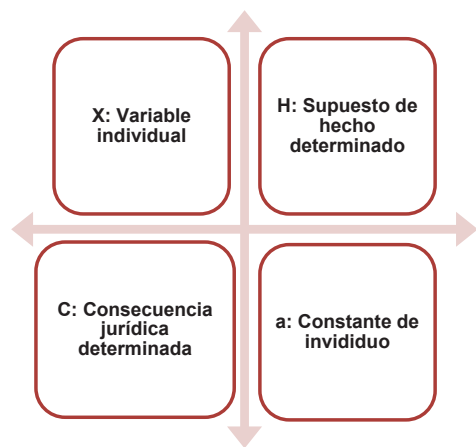 X: Variable
individual
H: Supuesto de
hecho
determinado
C: Consecuencia
jurídica
determinada
a: Constante de
invididuo